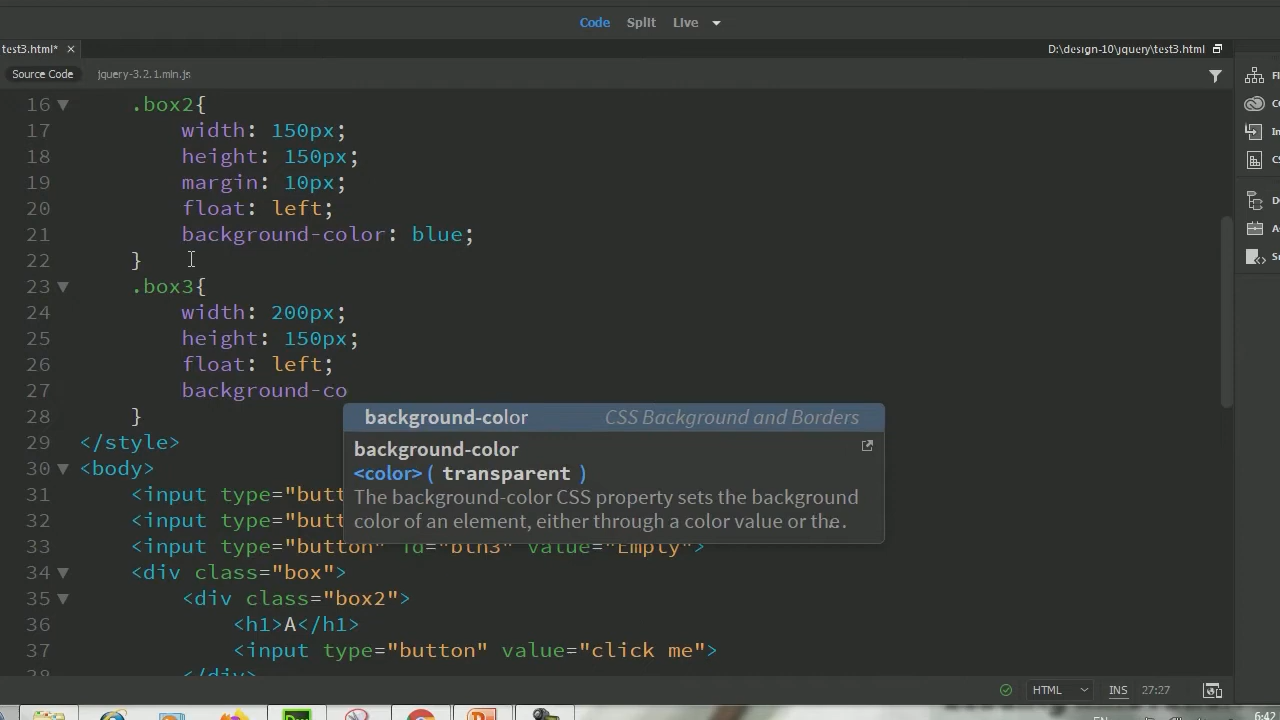 Code Split Live
test3.html* × D:\design-10\jquery\test3.html
Source Code jquery-3.2.1.min.js
16 .box2{
17 width: 150px;
18 height: 150px;
19 margin: 10px;
20 float: left;
21 background-color: blue;
22 }
23 .box3{
24 width: 200px;
25 height: 150px;
26 float: left;
27 background-co
28 }
background-color CSS Background and Borders
background-color
<color>( transparent )
The background-color CSS property sets the background
color of an element, either through a color value or the.
29 </style>
30 <body>
31 <input type="butt
32 <input type="butt
33 <input type="button" id="btn3" value="Empty">
34 <div class="box">
35 <div class="box2">
36 <h1>A</h1>
37 <input type="button" value="click me">
38 </div>
HTML INS 27:27
EN 6:42